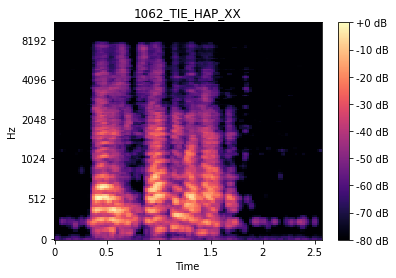 1062_TIE_HAP_XX
+0 dB
8192
-10 dB
4096
-20 dB
-30 dB
2048
Hz
-40 dB
1024
-50 dB
512
-60 dB
-70 dB
0
-80 dB
0
0.5
1
1.5
2
2.5
Time